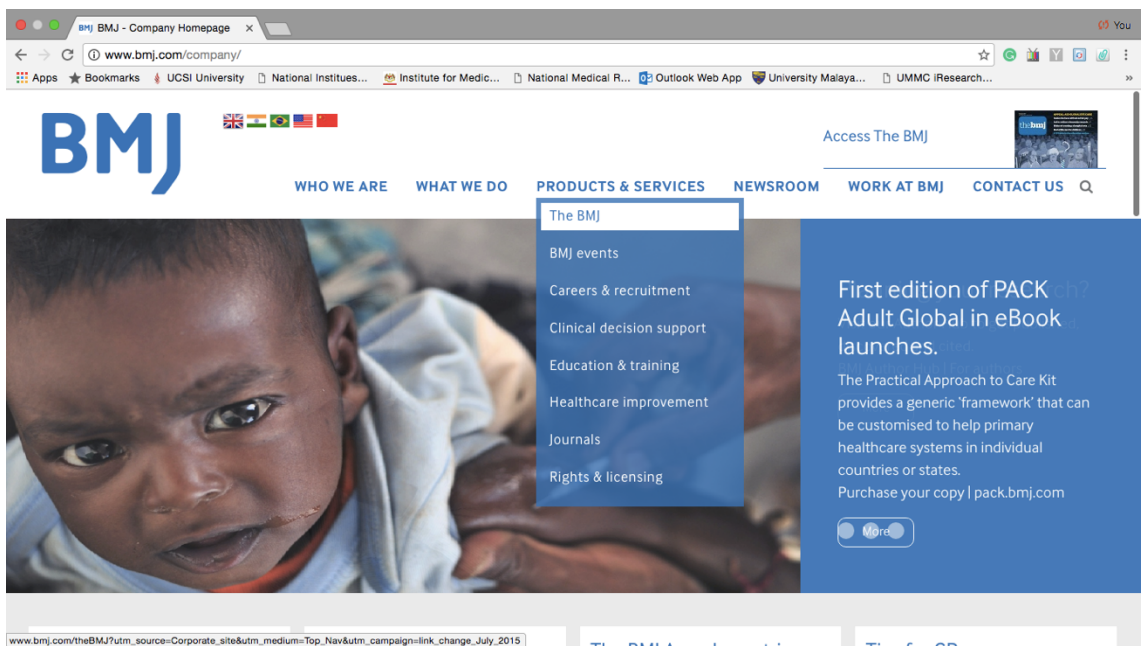 BMJ BMJ - Company Homepage
You
www.bmj.com/company/
Apps Bookmarks UCSI University National Institues... Institute for Medic... National Medical R... Outlook Web App University Malaya... UMMC iResearch... »
BMJ
Access The BMJ
thebmj
WHO WE ARE WHAT WE DO PRODUCTS & SERVICES NEWSROOM WORK AT BMJ CONTACT US
The BMJ
BMJ events
Careers & recruitment
Clinical decision support
Education & training
Healthcare improvement
Journals
Rights & licensing
First edition of PACK
Adult Global in eBook
launches.
The Practical Approach to Care Kit
provides a generic ‘framework’ that can
be customised to help primary
healthcare systems in individual
countries or states.
Purchase your copy | pack.bmj.com
More
www.bmj.com/theBMJ?utm_source=Corporate_site&utm_medium=Top_Nav&utm_campaign=link_change_July_2015